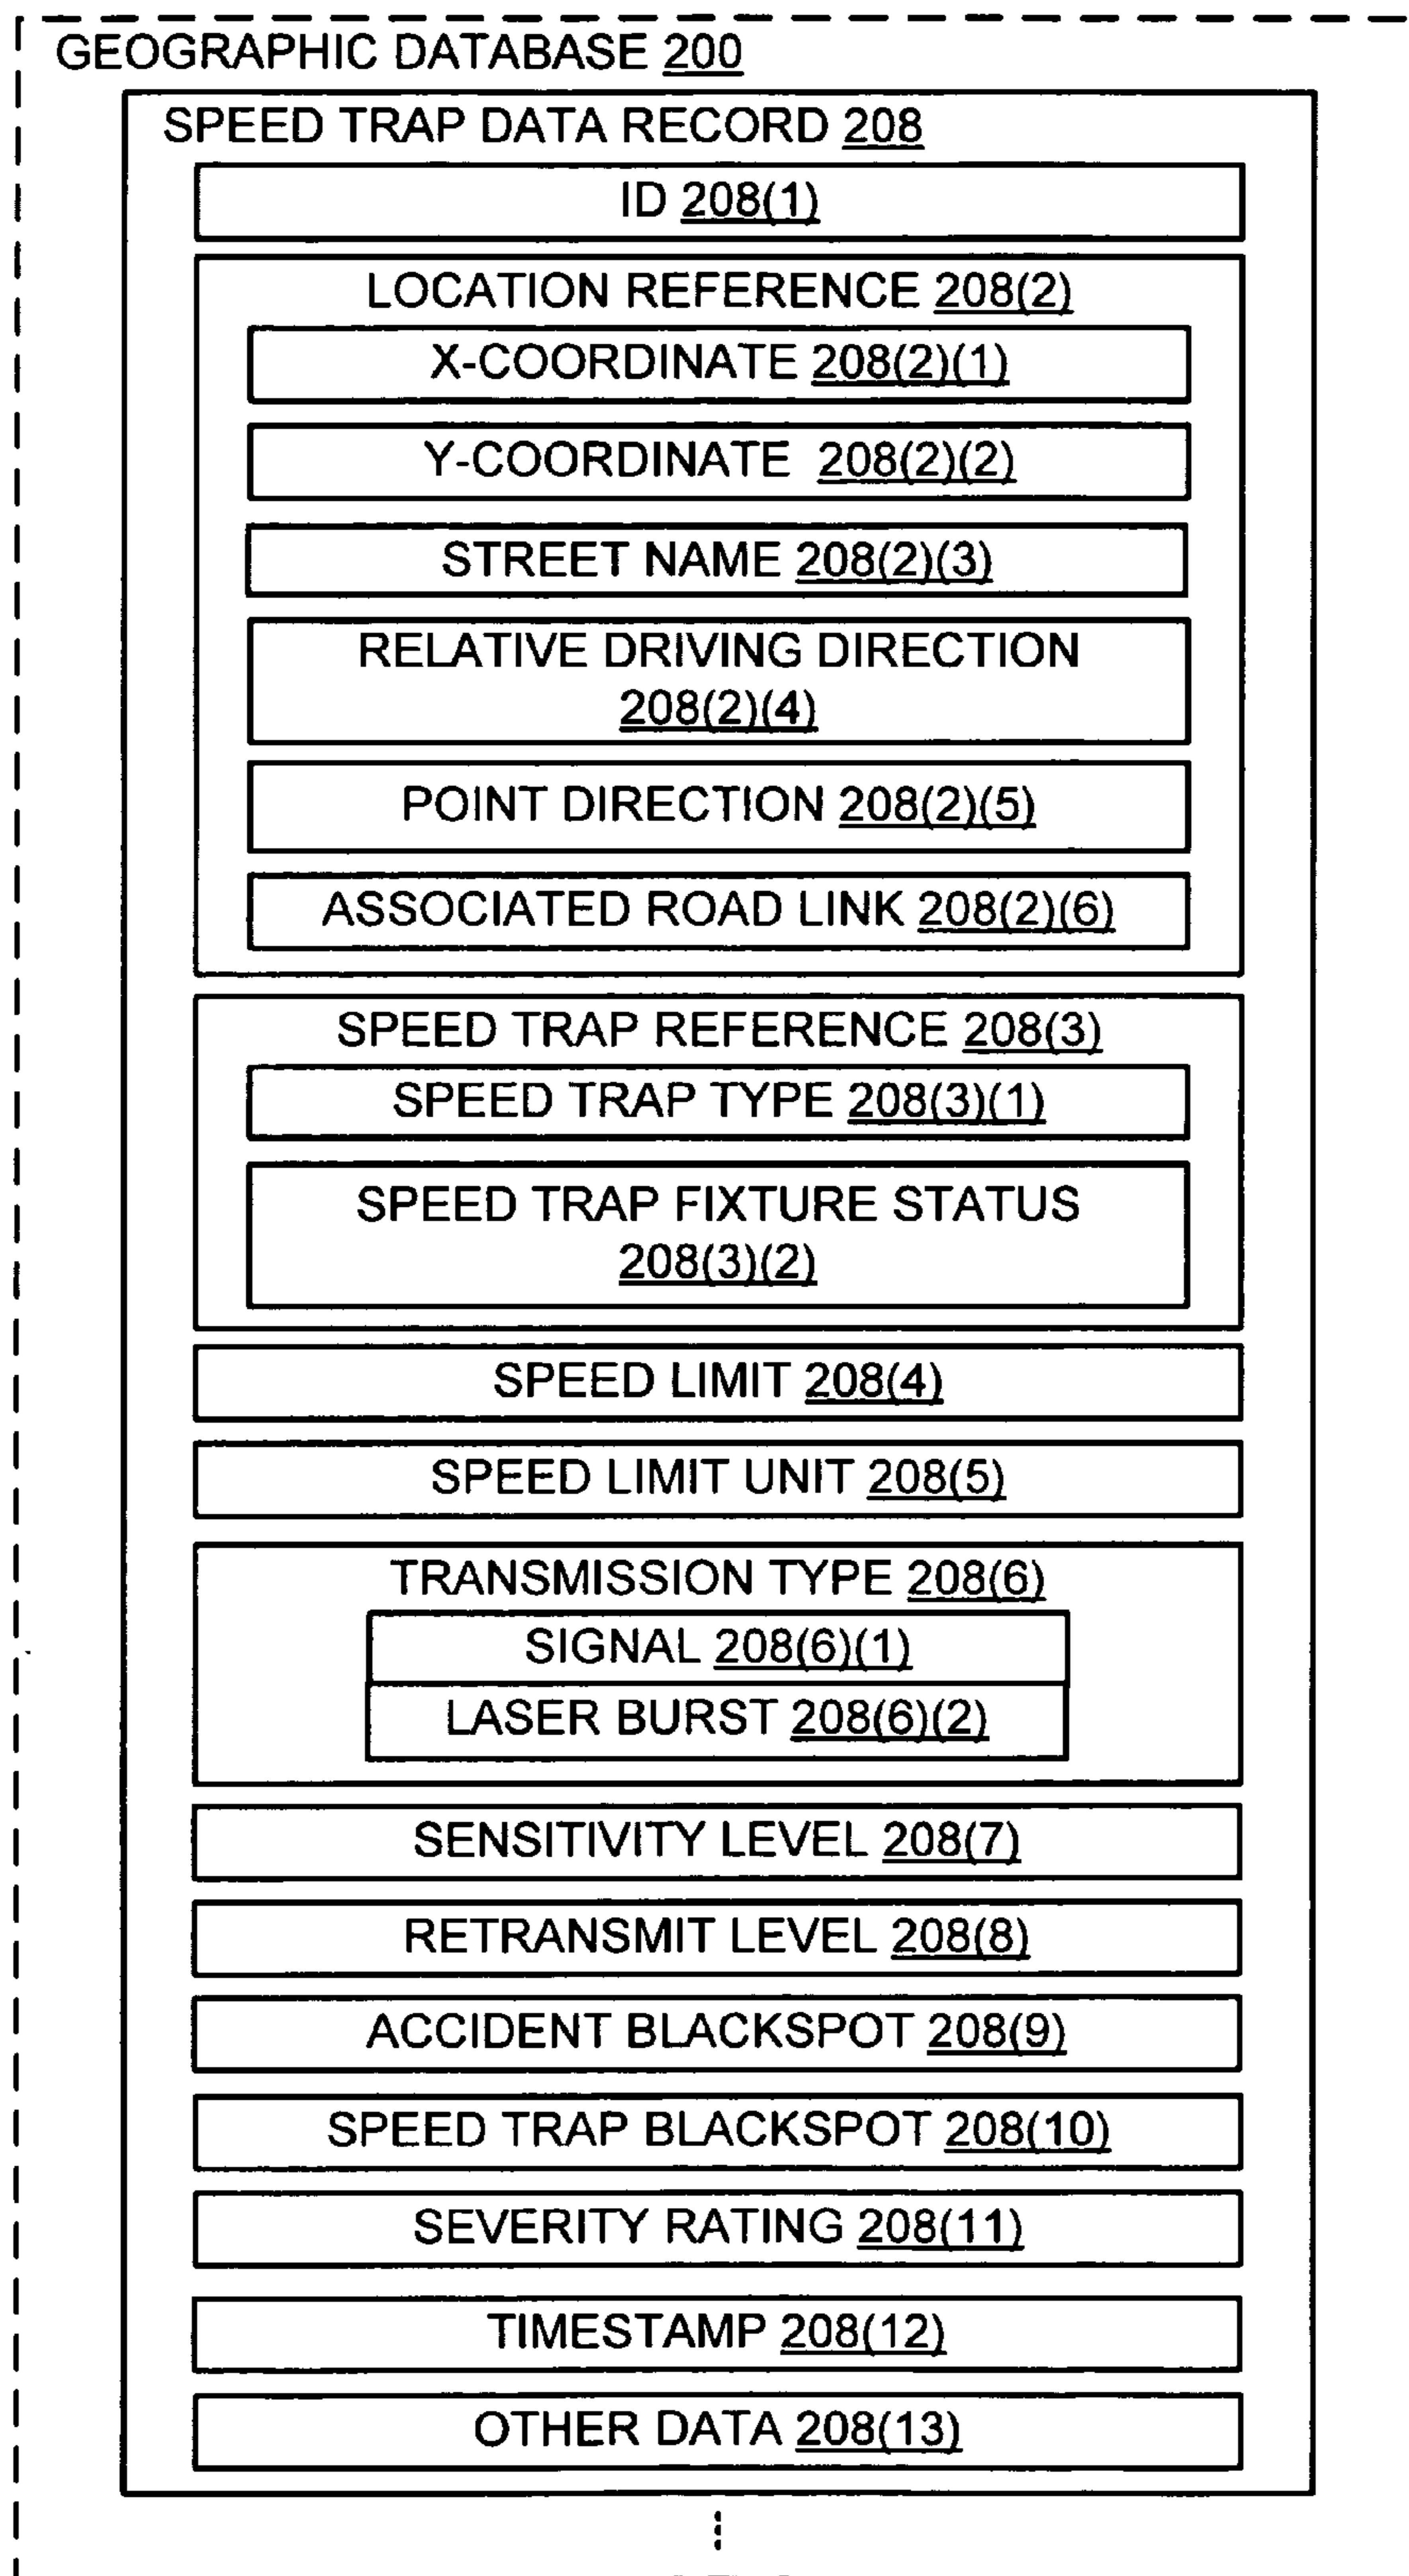 GEOGRAPHIC DATABASE 200
SPEED TRAP DATA RECORD 208
ID 208(1)
LOCATION REFERENCE 208(2)
X-COORDINATE 208(2)(1)
Y-COORDINATE 208(2)(2)
STREET NAME 208(2)(3)
RELATIVE DRIVING DIRECTION
208(2)(4)
POINT DIRECTION 208(2)(5)
ASSOCIATED ROAD LINK 208(2)(6)
SPEED TRAP REFERENCE 208(3)
SPEED TRAP TYPE 208(3)(1)
SPEED TRAP FIXTURE STATUS
208(3)(2)
SPEED LIMIT 208(4)
SPEED LIMIT UNIT 208(5)
TRANSMISSION TYPE 208(6)
SIGNAL 208(6)(1)
LASER BURST 208(6)(2)
SENSITIVITY LEVEL 208(7)
RETRANSMIT LEVEL 208(8)
ACCIDENT BLACKSPOT 208(9)
SPEED TRAP BLACKSPOT 208(10)
SEVERITY RATING 208(11)
TIMESTAMP 208(12)
OTHER DATA 208(13)